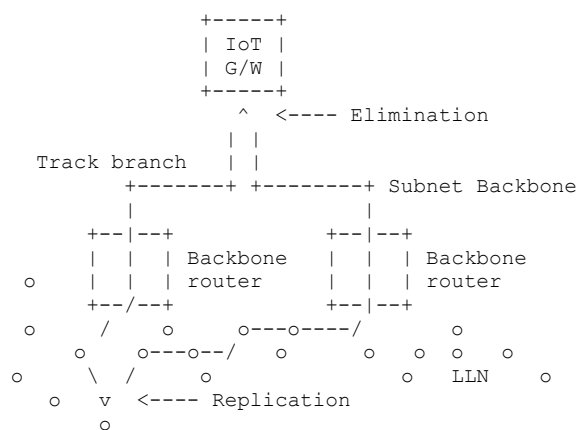 +-----+
| IoT |
| G/W |
+-----+
^ <---- Elimination
| |
Track branch | |
+-------+ +--------+ Subnet Backbone
| |
+--|--+ +--|--+
| | | Backbone | | | Backbone
o | | | router | | | router
+--/--+ +--|--+
o / o o---o----/ o
o o---o--/ o o o o o
o \ / o o LLN o
o v <---- Replication
o